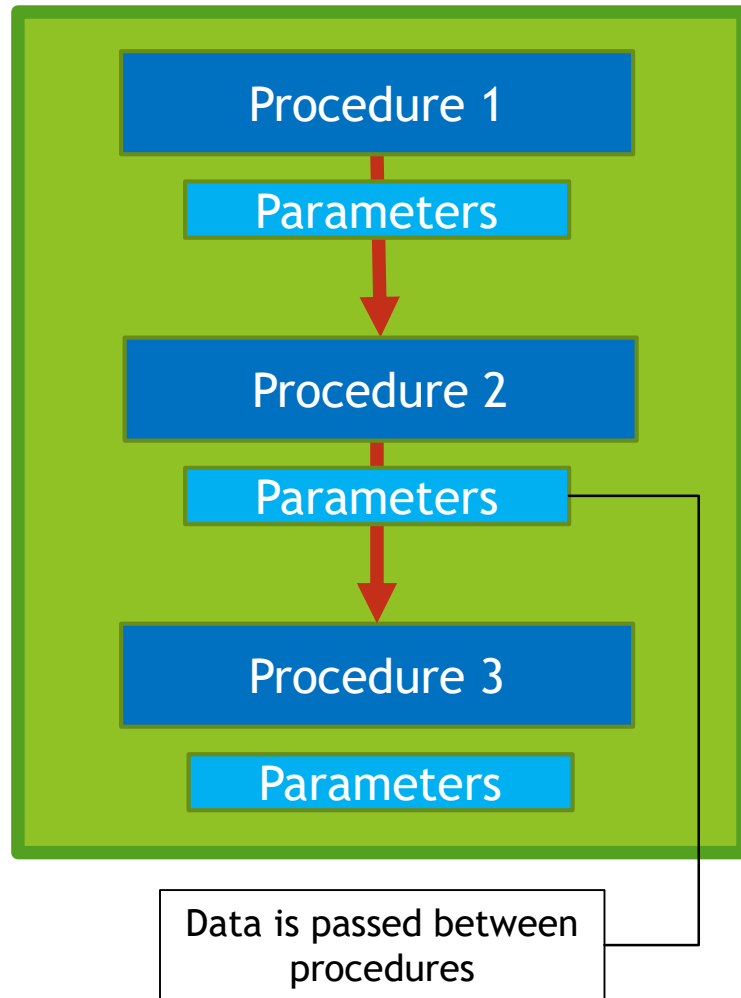 Procedure 1
Parameters
Procedure 2
Parameters
Procedure 3
Parameters
Data is passed between
procedures